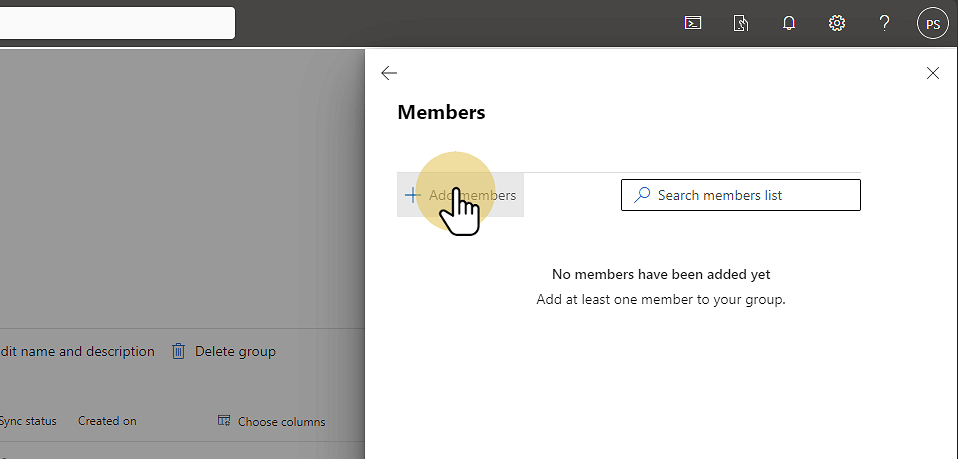 PS
Members
Add members
Search members list
No members have been added yet
Add at least one member to your group.
dit name and description
Delete group
Sync status
Created on
Choose columns